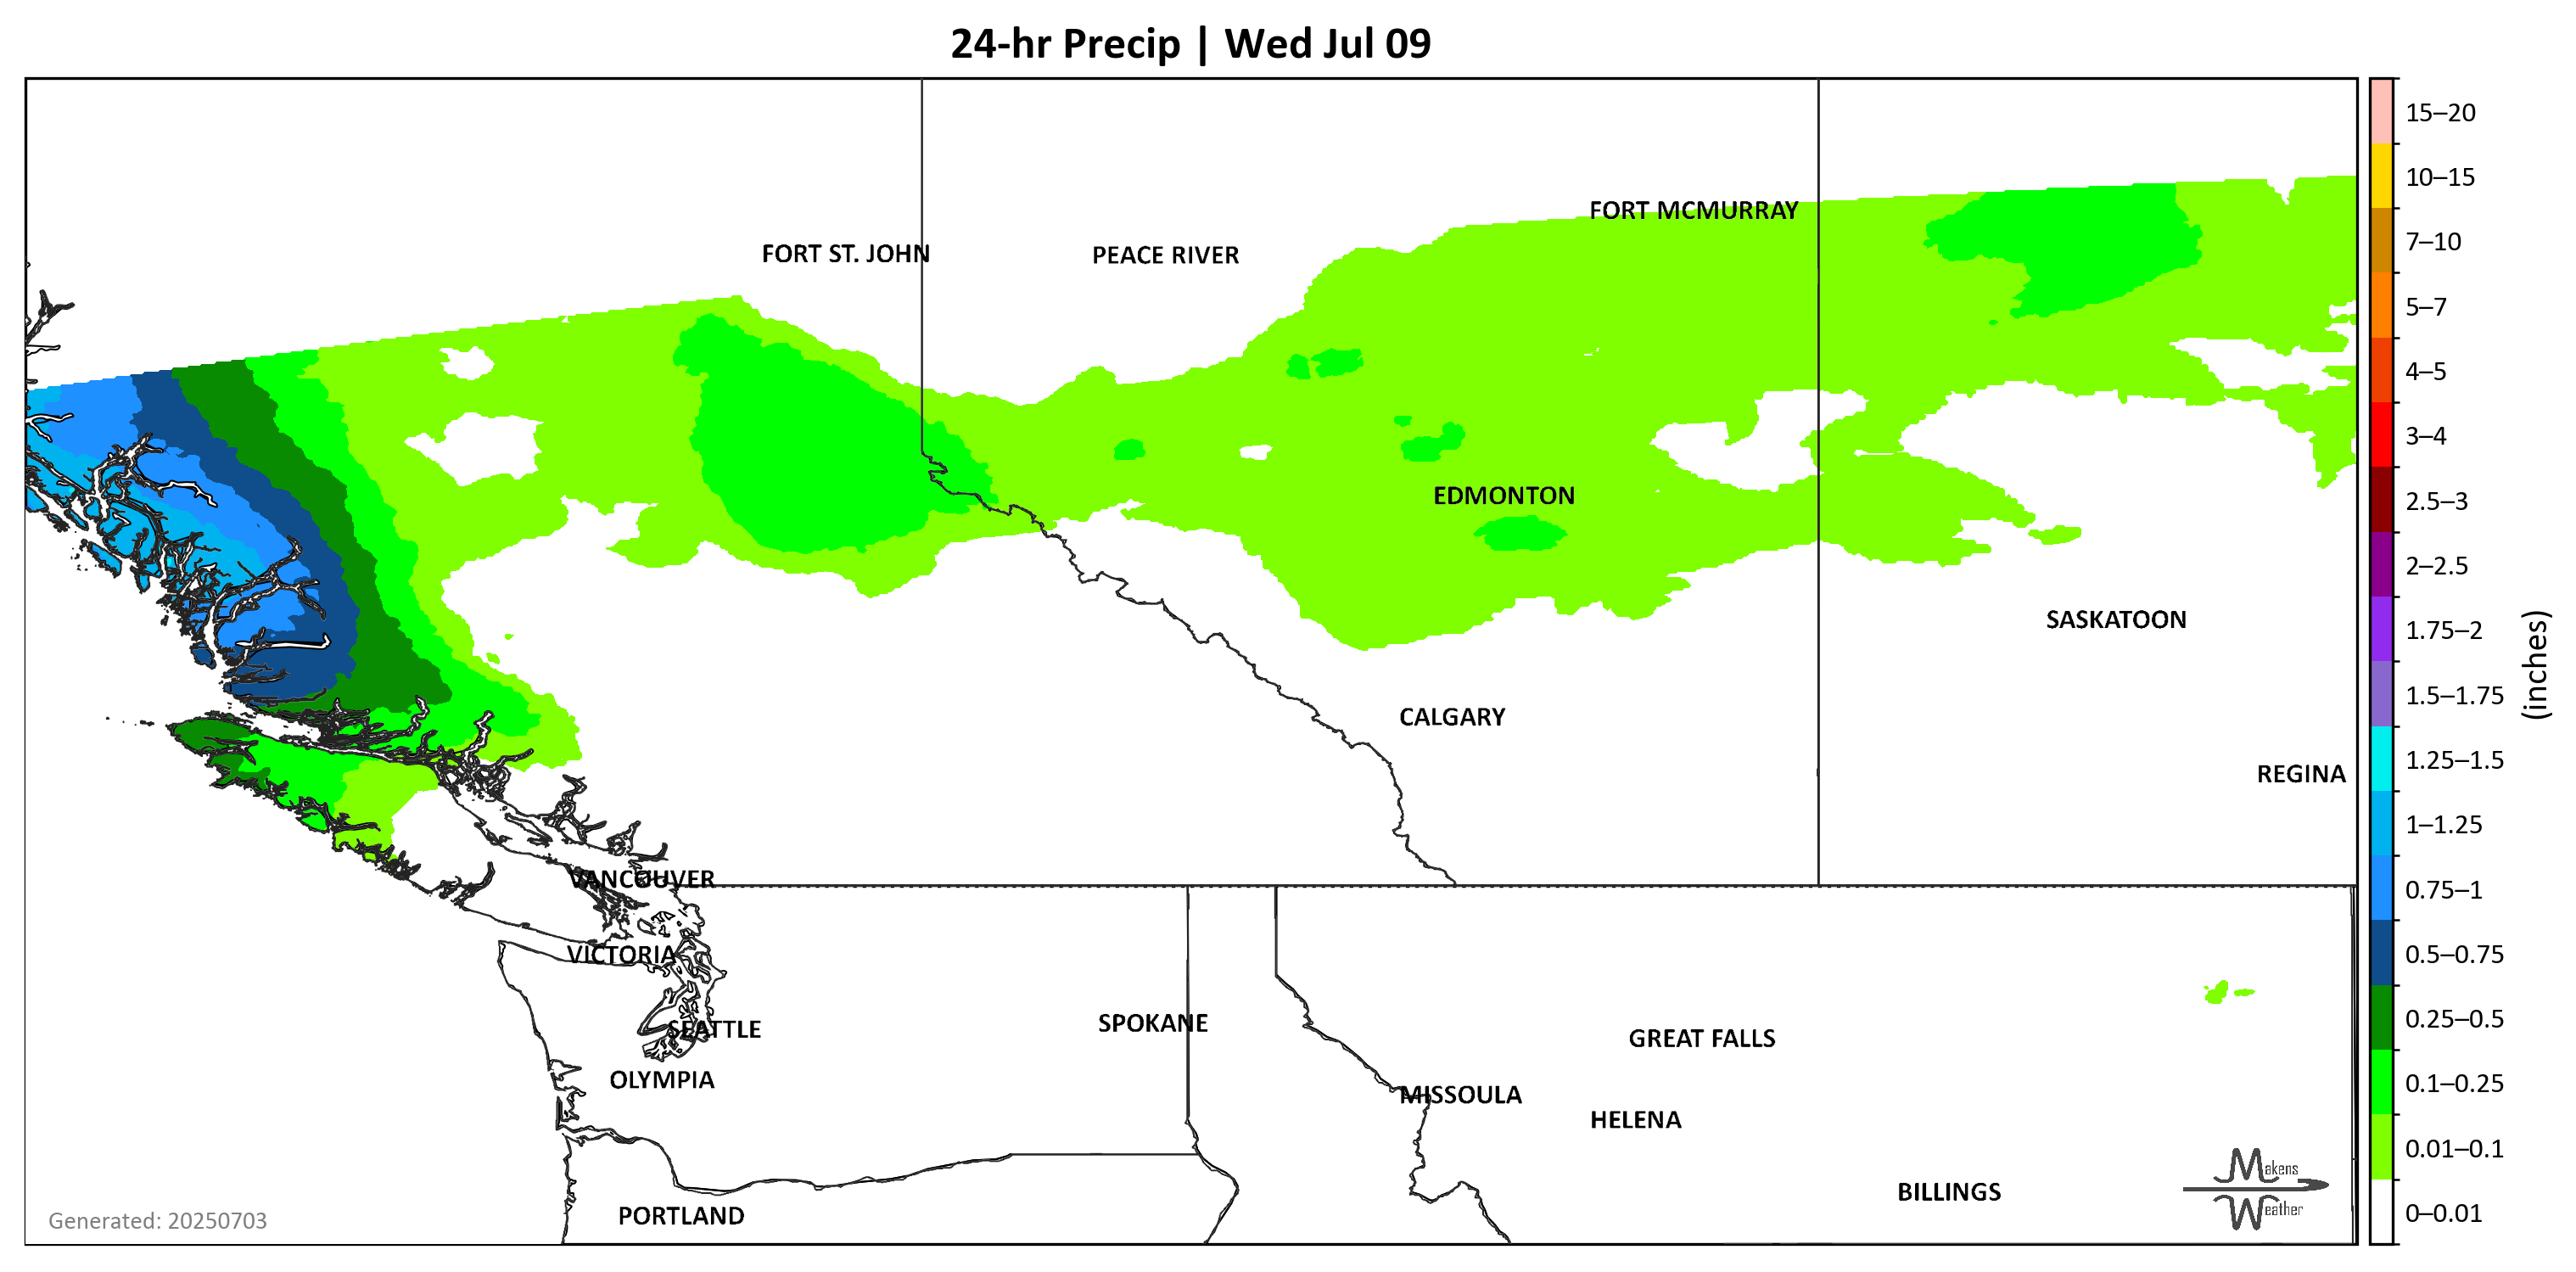 24-hr Precip | Wed Jul 09
FORT MCMURRAY
FORT ST. JOHN
PEACE RIVER
EDMONTON
SASKATOON
CALGARY
REGINA
VANCOUVER
VICTORIA
SEATTLE
SPOKANE
GREAT FALLS
OLYMPIA
MISSOULA
HELENA
BILLINGS
PORTLAND
Generated: 20250703
Makens
Weather
15–20
10–15
7–10
5–7
4–5
3–4
2.5–3
2–2.5
1.75–2
1.5–1.75
1.25–1.5
1–1.25
0.75–1
0.5–0.75
0.25–0.5
0.1–0.25
0.01–0.1
0–0.01
(inches)